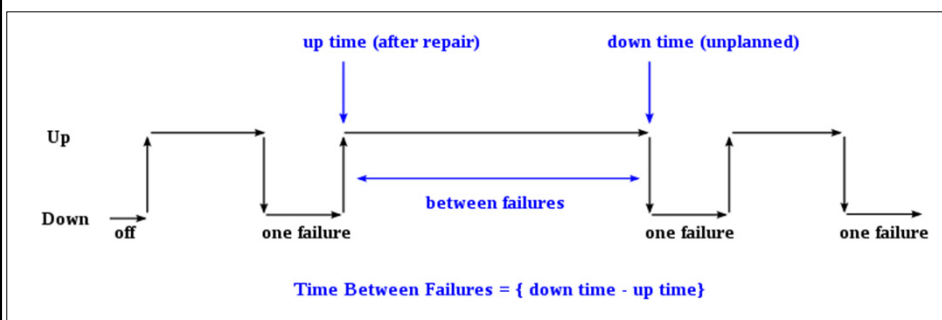 up time (after repair)
down time (unplanned)
Up
between failures
Down
off
one failure
one failure
one failure
Time Between Failures = { down time - up time}